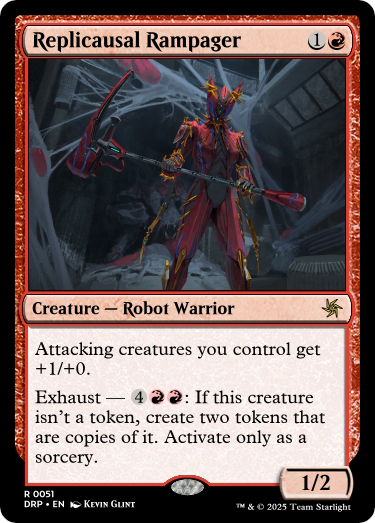 Replicausal Rampager 1
Creature — Robot Warrior
Attacking creatures you control get
+1/+0.
Exhaust — 4: If this creature
isn't a token, create two tokens that
are copies of it. Activate only as a
sorcery.
1/2
R 0051
DRP • EN Kevin Glint
™ & © 2025 Team Starlight